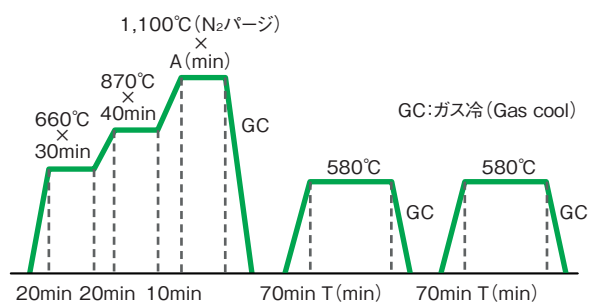 1,100℃(N₂パージ)
×
A(min)
870℃
×
40min
660℃
×
30min
GC
GC:ガス冷(Gas cool)
580℃
GC
580℃
GC
20min 20min 10min
70min T(min)
70min T(min)